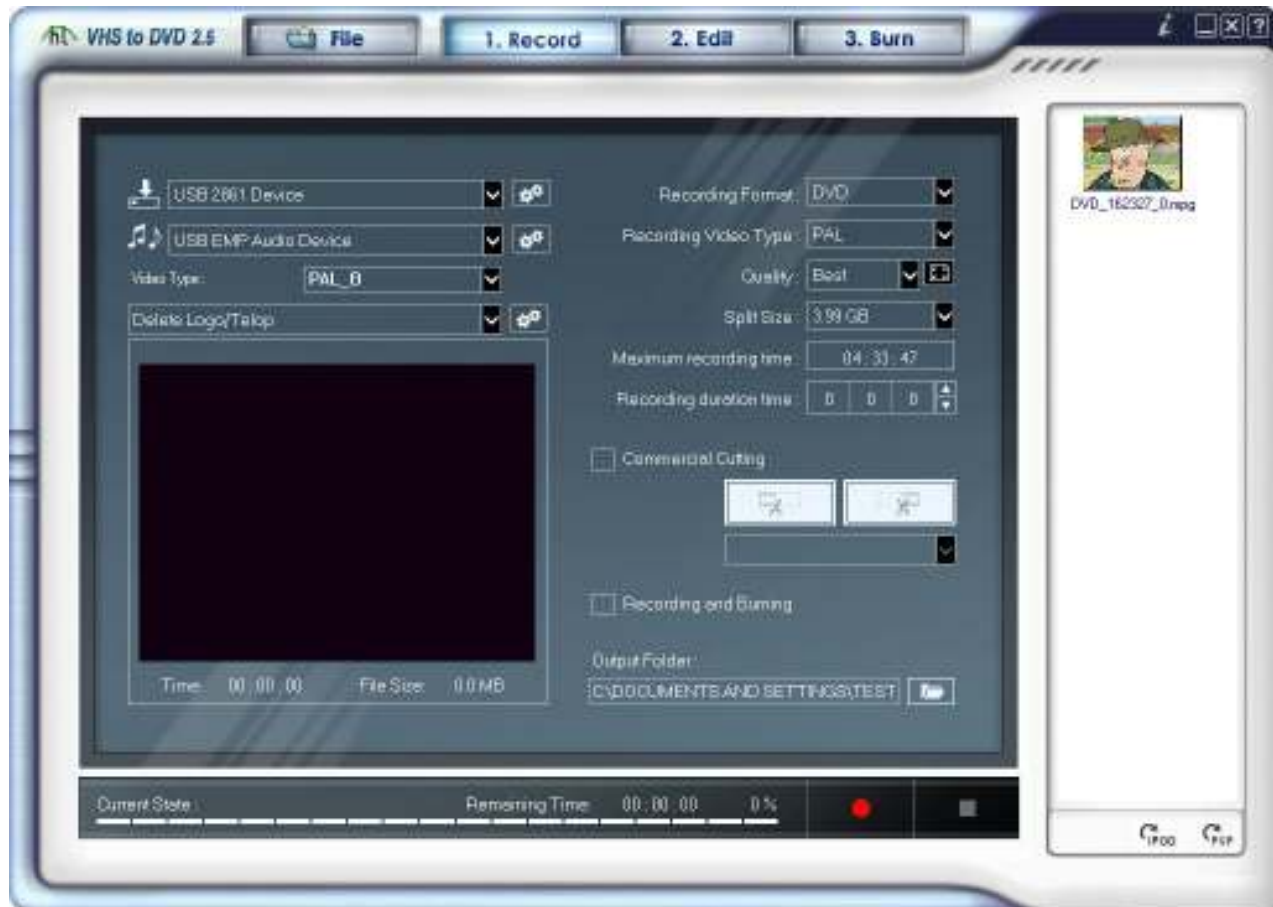 VHS to DVD 2.5
File
1. Record
2. Edit
3. Burn
i
?
USB 2861 Device
USB EMP Audio Device
Video Type:
PAL_B
Delete Logo/Telop
Time: 00 : 00 : 00
File Size: 0.0 MB
Recording Format: DVD
Recording Video Type: PAL
Quality: Best
Split Size: 3.99 GB
Maximum recording time: 04 : 33 : 47
Recording duration time: 0 0 0
Commercial Cutting
Recording and Burning
Output Folder:
C:\DOCUMENTS AND SETTINGS\TEST
Current State
Remaining Time: 00 : 00 : 00 0 %
DVD_162327_0.mpg
IPOD
PSP